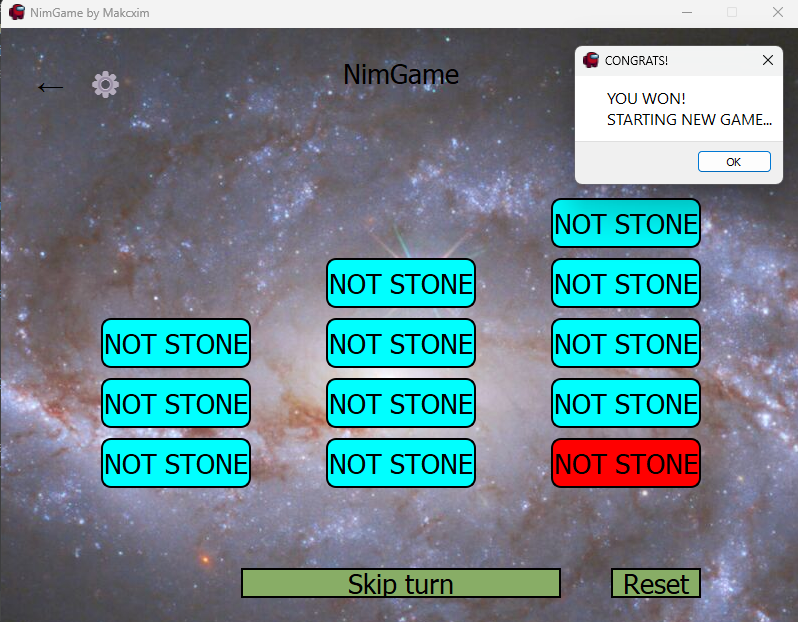 NimGame by Makcxim
NimGame
CONGRATS!
YOU WON!
STARTING NEW GAME...
OK
NOT STONE
NOT STONE NOT STONE
NOT STONE NOT STONE NOT STONE
NOT STONE NOT STONE NOT STONE
NOT STONE NOT STONE NOT STONE
Skip turn Reset